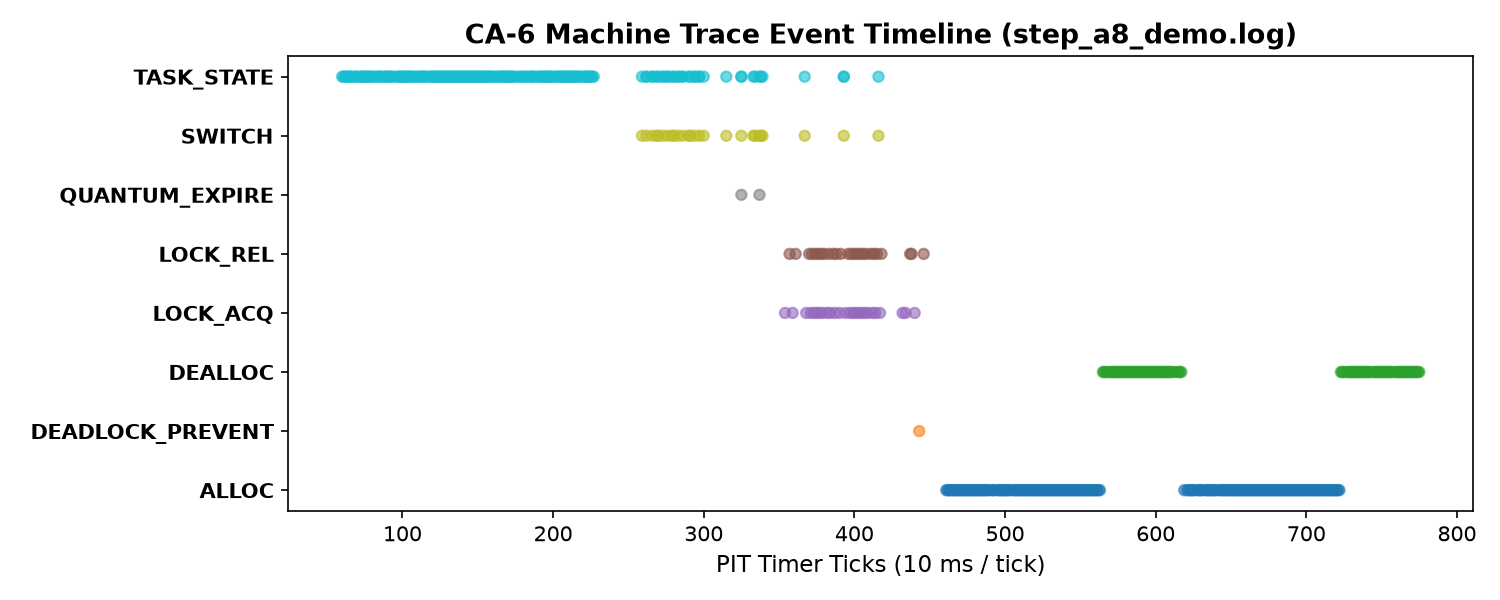 CA-6 Machine Trace Event Timeline (step_a8_demo.log)
TASK_STATE
SWITCH
QUANTUM_EXPIRE
LOCK_REL
LOCK_ACQ
DEALLOC
DEADLOCK_PREVENT
ALLOC
100 200 300 400 500 600 700 800
PIT Timer Ticks (10 ms / tick)